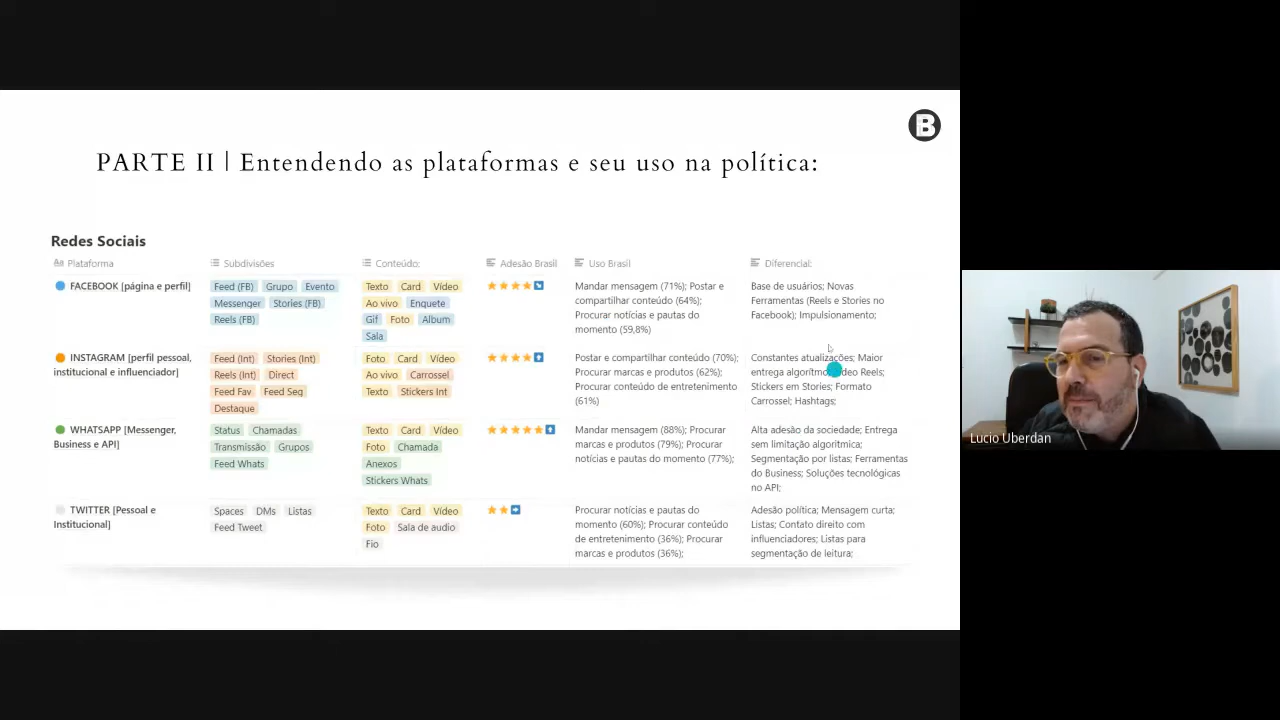 B
PARTE II | Entendendo as plataformas e seu uso na política:
Redes Sociais
Aa Plataforma Subdivisões Conteúdo: Adesão Brasil Uso Brasil Diferencial:
FACEBOOK [página e perfil]
Feed (FB) Grupo Evento
Messenger Stories (FB)
Reels (FB)
Texto Card Vídeo
Ao vivo Enquete
Gif Foto Album
Sala
Mandar mensagem (71%); Postar e
compartilhar conteúdo (64%);
Procurar notícias e pautas do
momento (59,8%)
Base de usuários; Novas
Ferramentas (Reels e Stories no
Facebook); Impulsionamento;
INSTAGRAM [perfil pessoal,
institucional e influenciador]
Feed (Int) Stories (Int)
Reels (Int) Direct
Feed Fav Feed Seg
Destaque
Foto Card Vídeo
Ao vivo Carrossel
Texto Stickers Int
Postar e compartilhar conteúdo (70%);
Procurar marcas e produtos (62%);
Procurar conteúdo de entretenimento
(61%)
Constantes atualizações; Maior
entrega algorítmo Reels;
Stickers em Stories; Formato
Carrossel; Hashtags;
WHATSAPP [Messenger,
Business e API]
Status Chamadas
Transmissão Grupos
Feed Whats
Texto Card Vídeo
Foto Chamada
Anexos
Stickers Whats
Mandar mensagem (88%); Procurar
marcas e produtos (79%); Procurar
notícias e pautas do momento (77%);
Alta adesão da sociedade; Entrega
sem limitação algoritmica;
Segmentação por listas; Ferramentas
do Business; Soluções tecnológicas
no API;
TWITTER [Pessoal e
Institucional]
Spaces DMs Listas
Feed Tweet
Texto Card Vídeo
Foto Sala de audio
Fio
Procurar notícias e pautas do
momento (60%); Procurar conteúdo
de entretenimento (36%); Procurar
marcas e produtos (36%);
Adesão política; Mensagem curta;
Listas; Contato direto com
influenciadores; Listas para
segmentação de leitura;
Lucio Uberdan